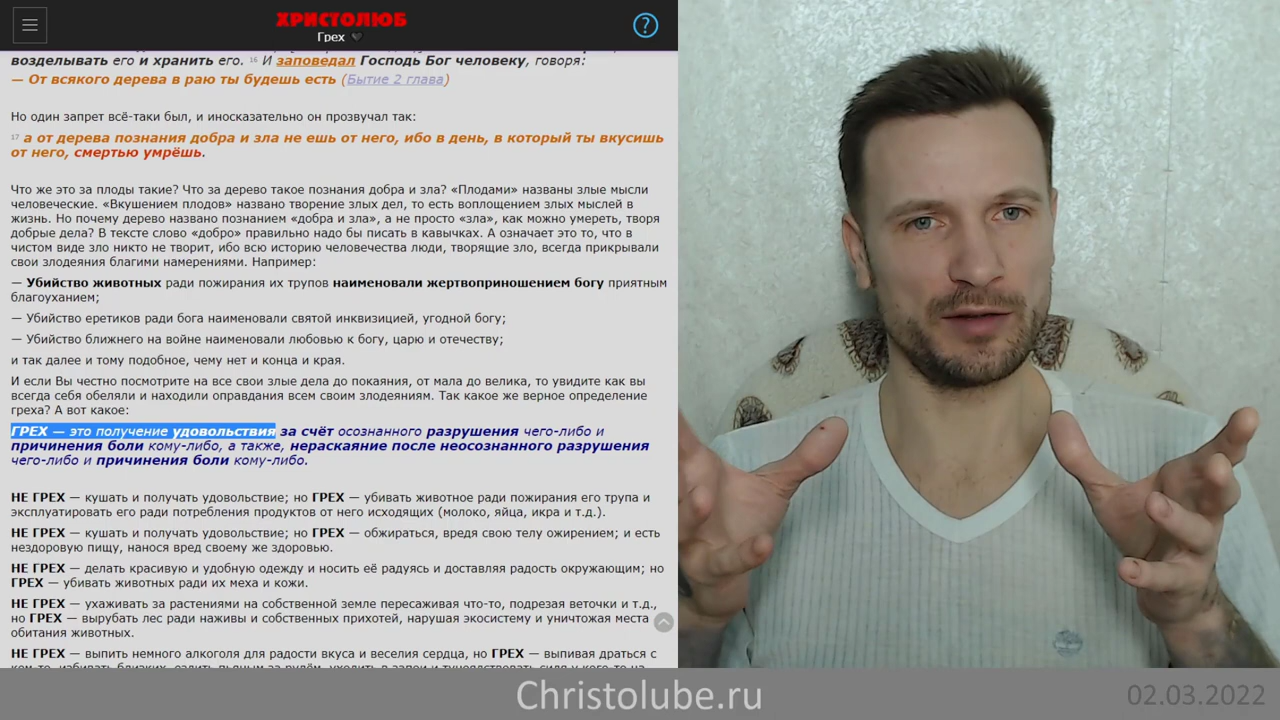 ХРИСТОЛЮБ
Грех
возделывать его и хранить его. 16 И заповедал Господь Бог человеку, говоря:
— От всякого дерева в раю ты будешь есть (Бытие 2 глава)
Но один запрет всё-таки был, и иносказательно он прозвучал так:
17 а от дерева познания добра и зла не ешь от него, ибо в день, в который ты вкусишь
от него, смертью умрёшь.
Что же это за плоды такие? Что за дерево такое познания добра и зла? «Плодами» названы злые мысли
человеческие. «Вкушением плодов» названо творение злых дел, то есть воплощением злых мыслей в
жизнь. Но почему дерево названо познанием «добра и зла», а не просто «зла», как можно умереть, творя
добрые дела? В тексте слово «добро» правильно надо бы писать в кавычках. А означает это то, что в
чистом виде зло никто не творит, ибо всю историю человечества люди, творящие зло, всегда прикрывали
свои злодеяния благими намерениями. Например:
— Убийство животных ради пожирания их трупов наименовали жертвоприношением богу приятным
благоуханием;
— Убийство еретиков ради бога наименовали святой инквизицией, угодной богу;
— Убийство ближнего на войне наименовали любовью к богу, царю и отечеству;
и так далее и тому подобное, чему нет и конца и края.
И если Вы честно посмотрите на все свои злые дела до покаяния, от мала до велика, то увидите как вы
всегда себя обеляли и находили оправдания всем своим злодеяниям. Так какое же верное определение
греха? А вот какое:
ГРЕХ — это получение удовольствия за счёт осознанного разрушения чего-либо и
причинения боли кому-либо, а также, нераскаяние после неосознанного разрушения
чего-либо и причинения боли кому-либо.
НЕ ГРЕХ — кушать и получать удовольствие; но ГРЕХ — убивать животное ради пожирания его трупа и
эксплуатировать его ради потребления продуктов от него исходящих (молоко, яйца, икра и т.д.).
НЕ ГРЕХ — кушать и получать удовольствие; но ГРЕХ — обжираться, вредя свою телу ожирением; и есть
нездоровую пищу, нанося вред своему же здоровью.
НЕ ГРЕХ — делать красивую и удобную одежду и носить её радуясь и доставляя радость окружающим; но
ГРЕХ — убивать животных ради их меха и кожи.
НЕ ГРЕХ — ухаживать за растениями на собственной земле пересаживая что-то, подрезая веточки и т.д.,
но ГРЕХ — вырубать лес ради наживы и собственных прихотей, нарушая экосистему и уничтожая места
обитания животных.
НЕ ГРЕХ — выпить немного алкоголя для радости вкуса и веселия сердца, но ГРЕХ — выпивая драться с
Christolube.ru
02.03.2022